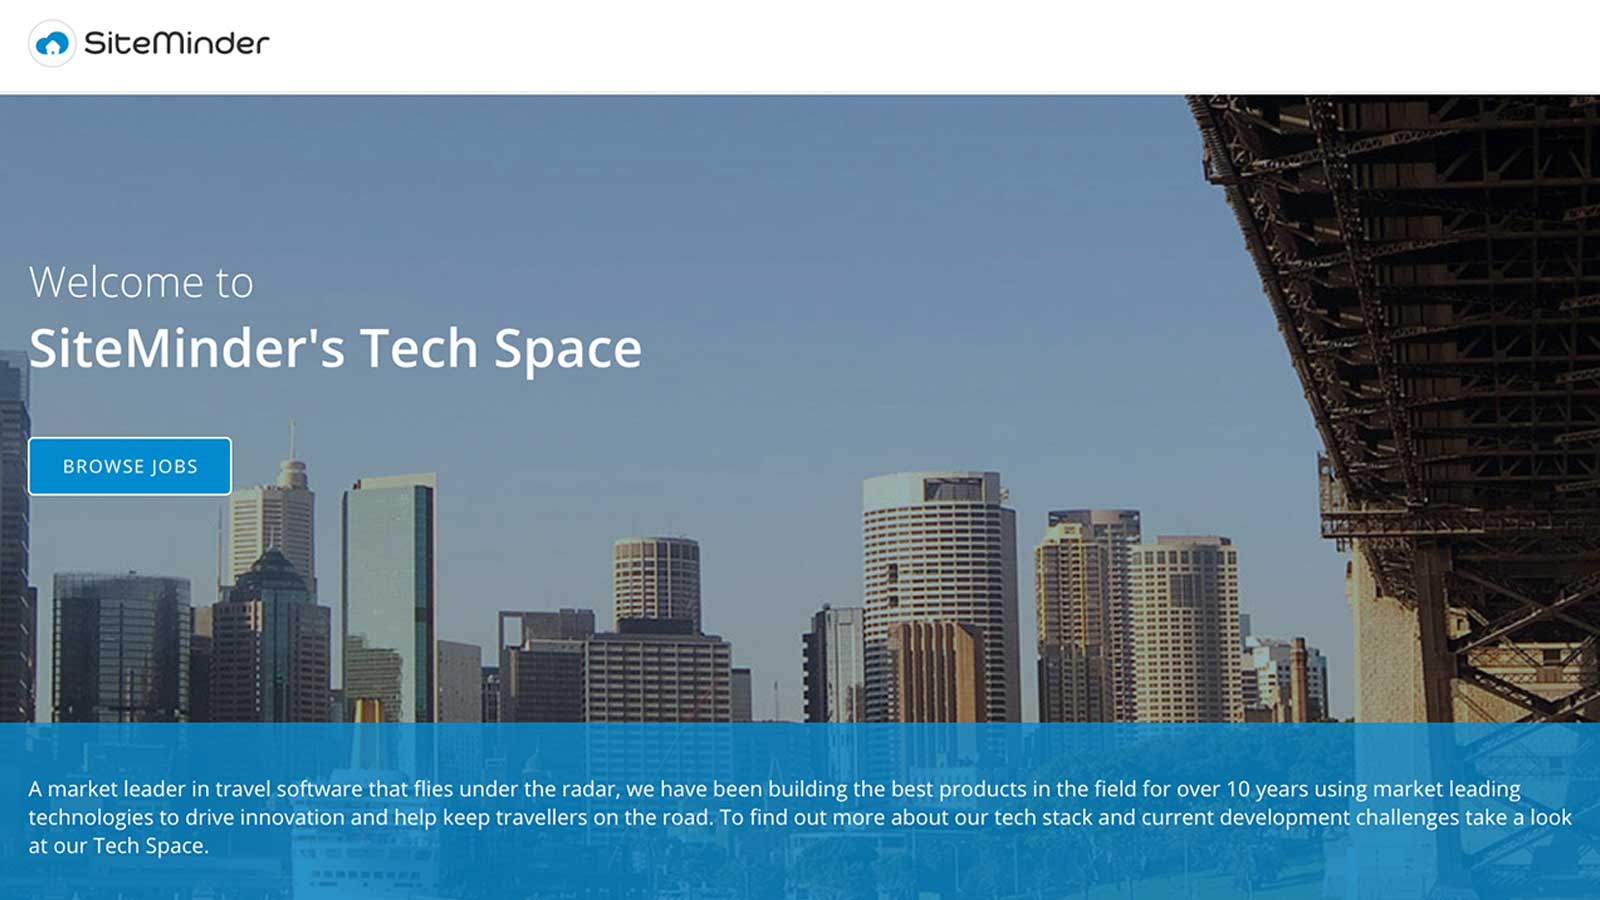 SiteMinder
Welcome to
SiteMinder's Tech Space
BROWSE JOBS
A market leader in travel software that flies under the radar, we have been building the best products in the field for over 10 years using market leading
technologies to drive innovation and help keep travellers on the road. To find out more about our tech stack and current development challenges take a look
at our Tech Space.